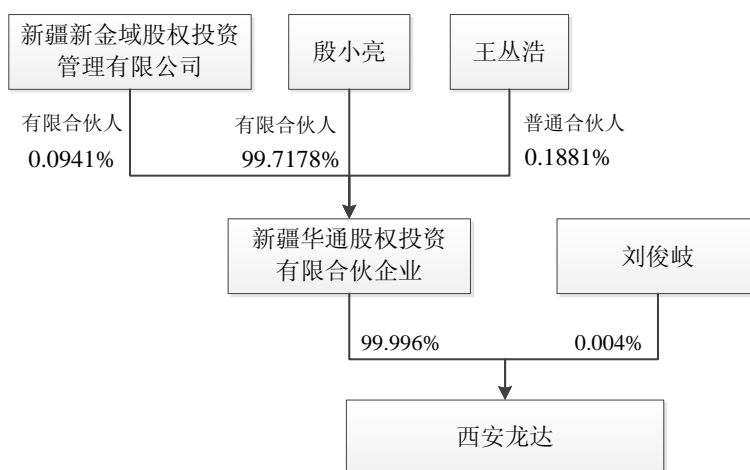 新疆新金域股权投资
管理有限公司
殷小亮
王丛浩
有限合伙人
0.0941%
有限合伙人
99.7178%
普通合伙人
0.1881%
新疆华通股权投资
有限合伙企业
刘俊岐
99.996%
0.004%
西安龙达